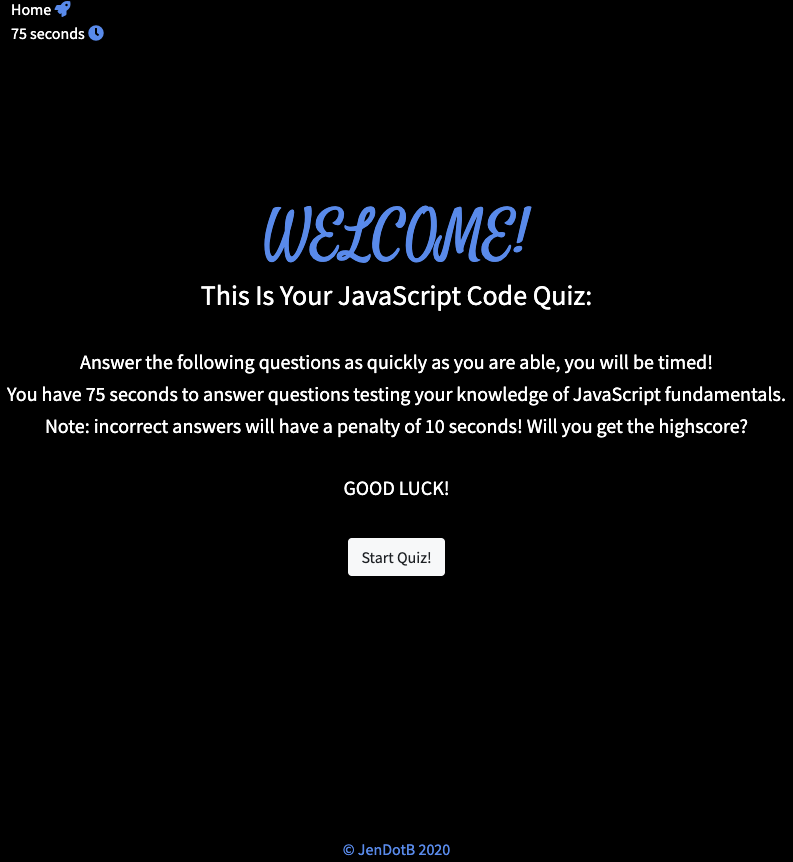 Home
75 seconds
WELCOME!
This Is Your JavaScript Code Quiz:
Answer the following questions as quickly as you are able, you will be timed!
You have 75 seconds to answer questions testing your knowledge of JavaScript fundamentals.
Note: incorrect answers will have a penalty of 10 seconds! Will you get the highscore?
GOOD LUCK!
Start Quiz!
© JenDotB 2020